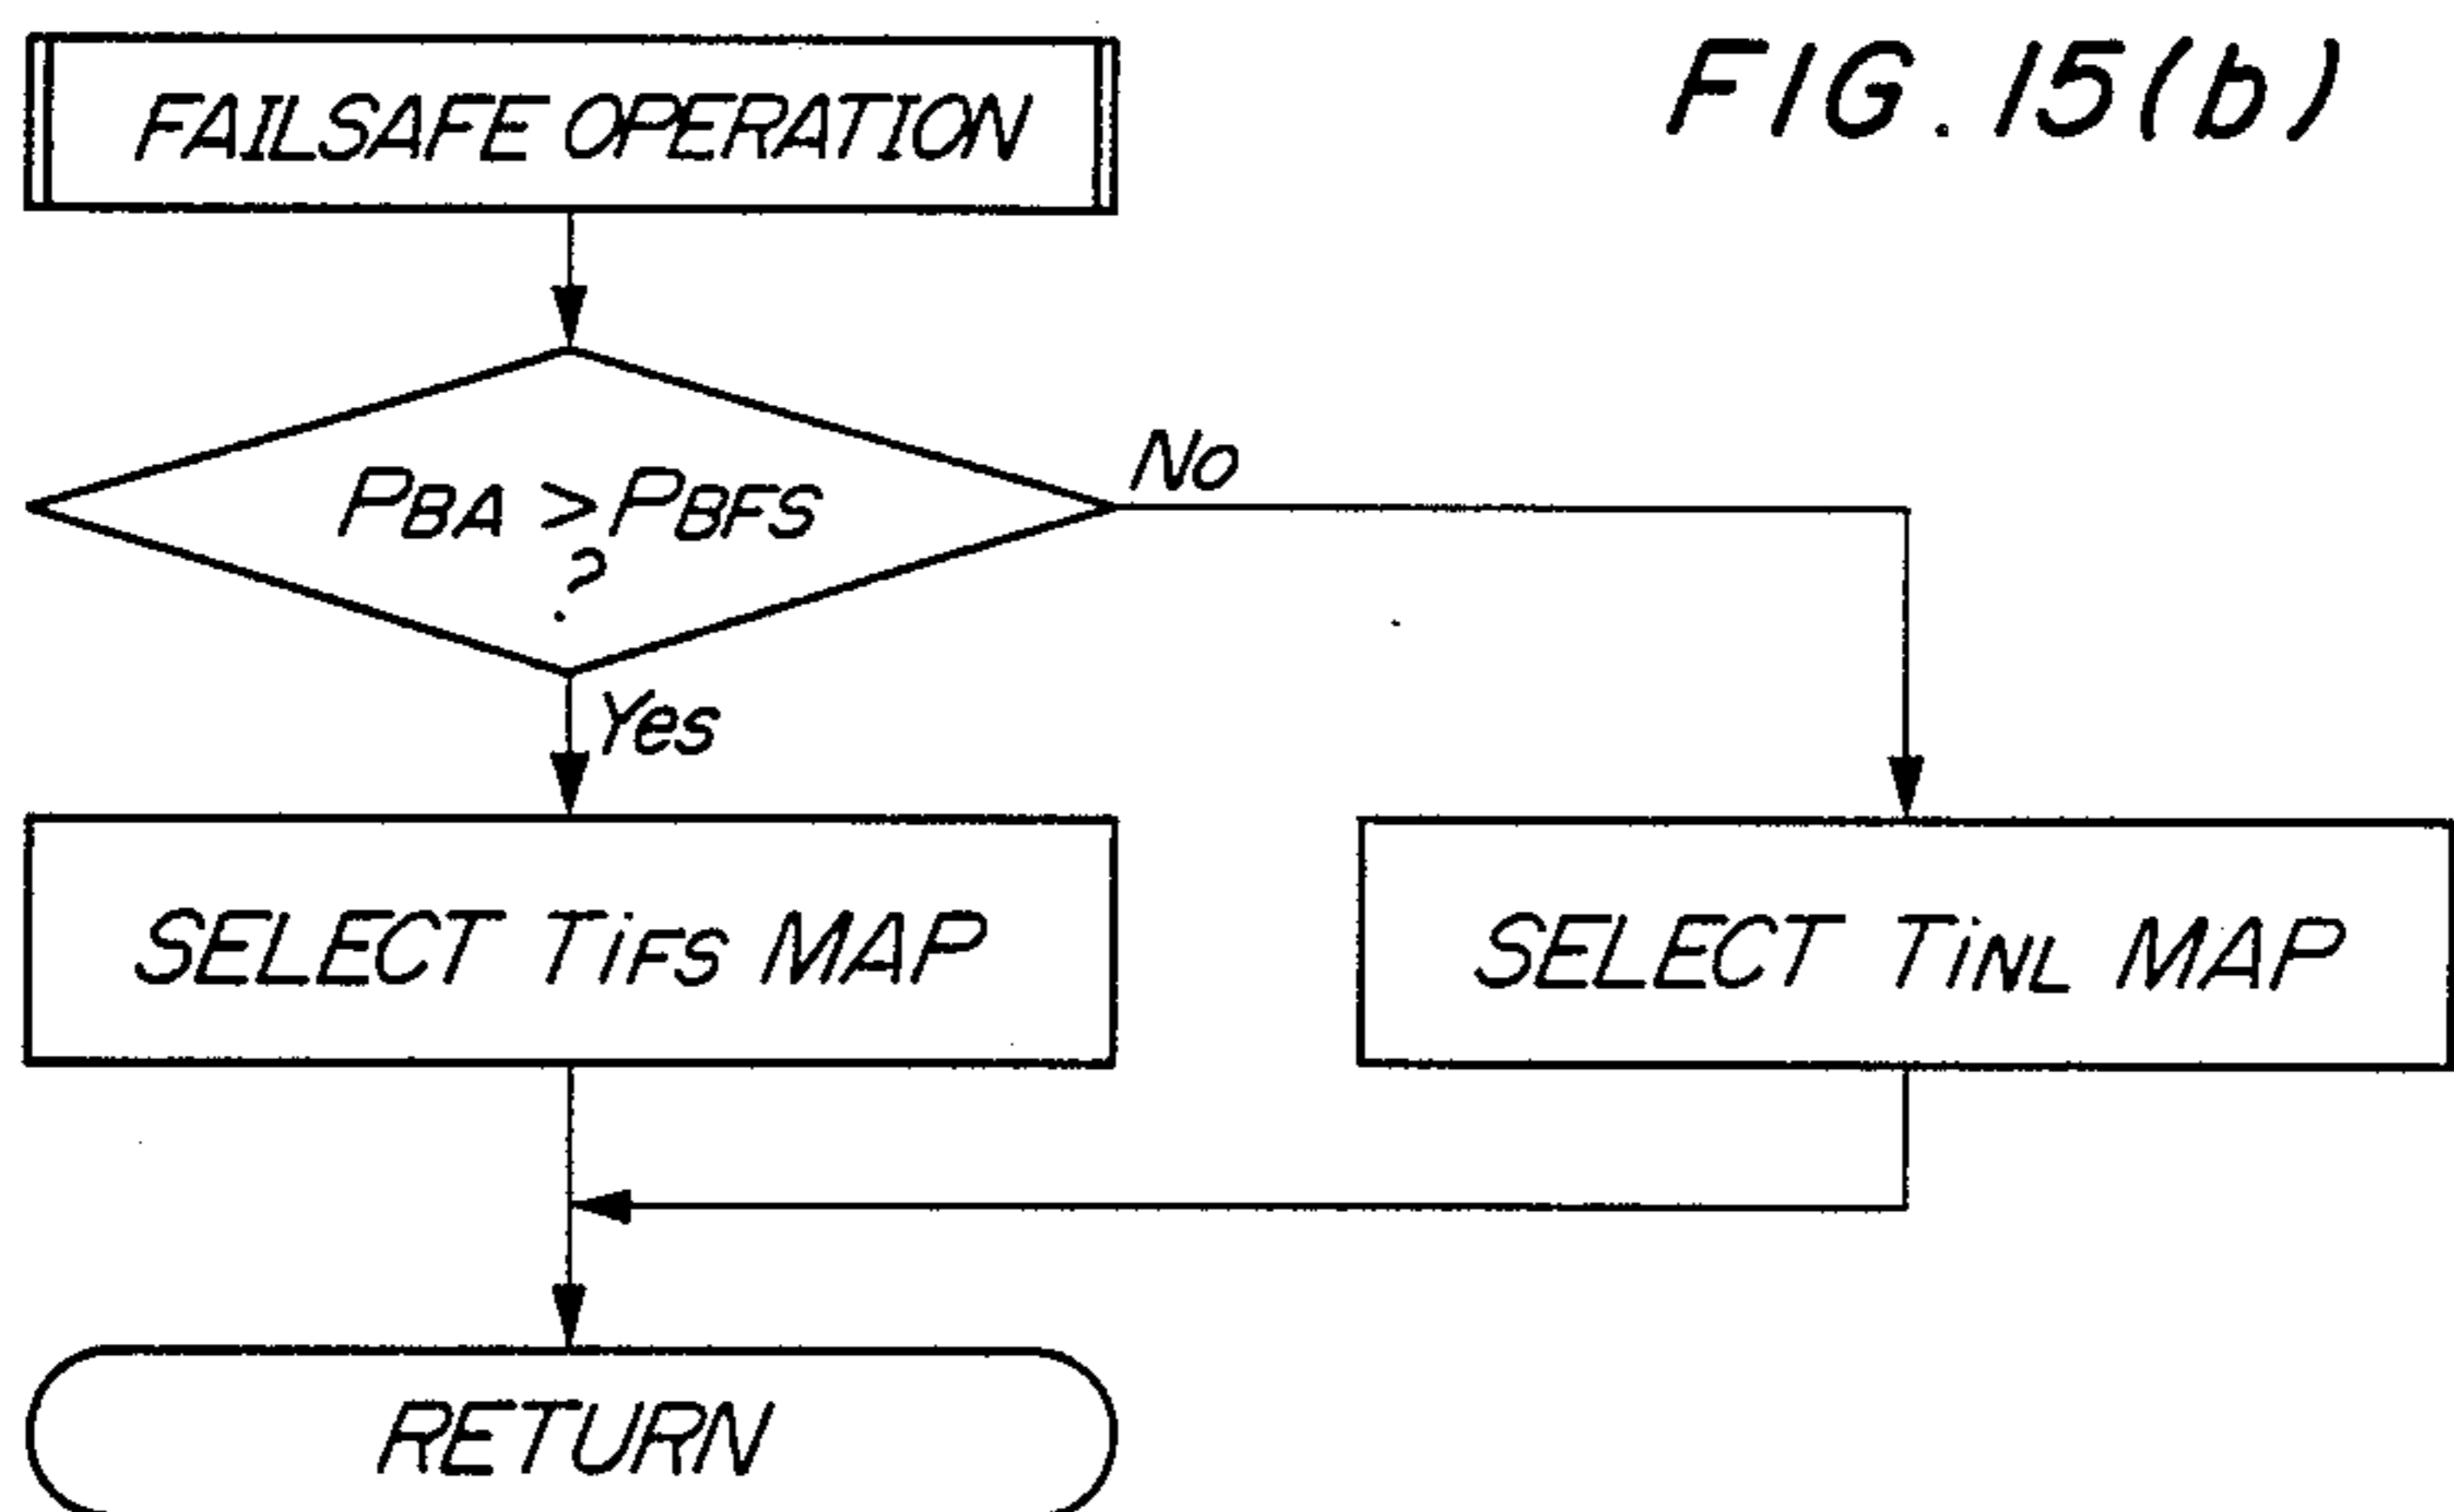 FIG. 15(b)
FAILSAFE OPERATION
PBA > PBFS
?
No
Yes
SELECT TiFS MAP
SELECT TiNL MAP
RETURN